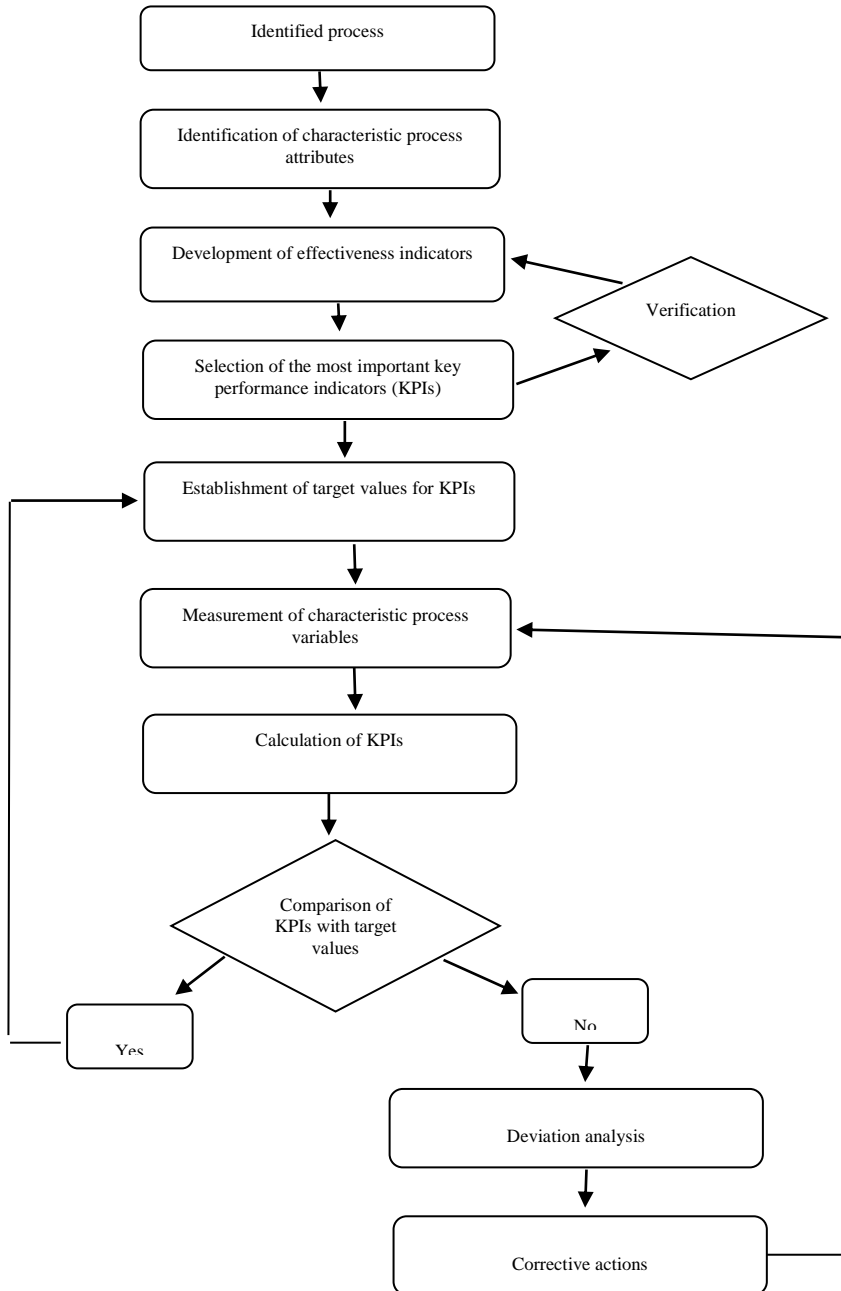 Identified process
Identification of characteristic process
attributes
Development of effectiveness indicators
Verification
Selection of the most important key
performance indicators (KPIs)
Establishment of target values for KPIs
Measurement of characteristic process
variables
Calculation of KPIs
Comparison of
KPIs with target
values
No
Yes
Deviation analysis
Corrective actions